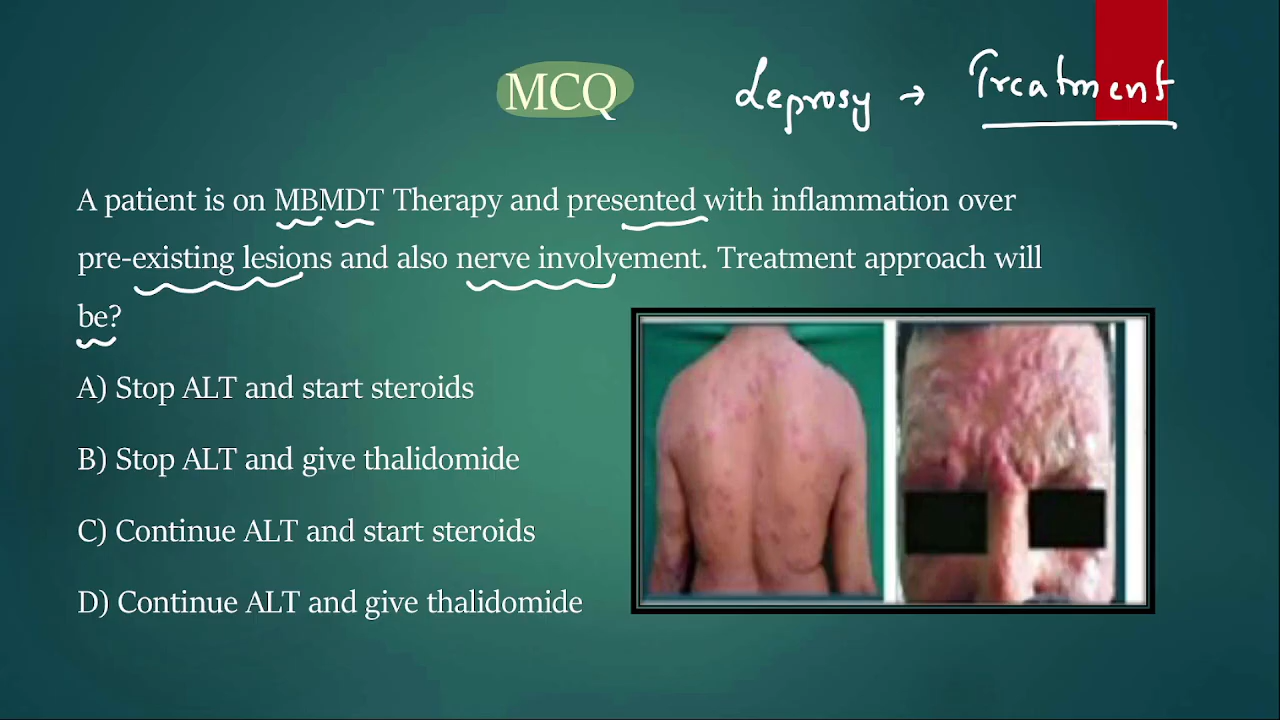 MCQ
Leprosy → Treatment
A patient is on MBMDT Therapy and presented with inflammation over
pre-existing lesions and also nerve involvement. Treatment approach will
be?
A) Stop ALT and start steroids
B) Stop ALT and give thalidomide
C) Continue ALT and start steroids
D) Continue ALT and give thalidomide